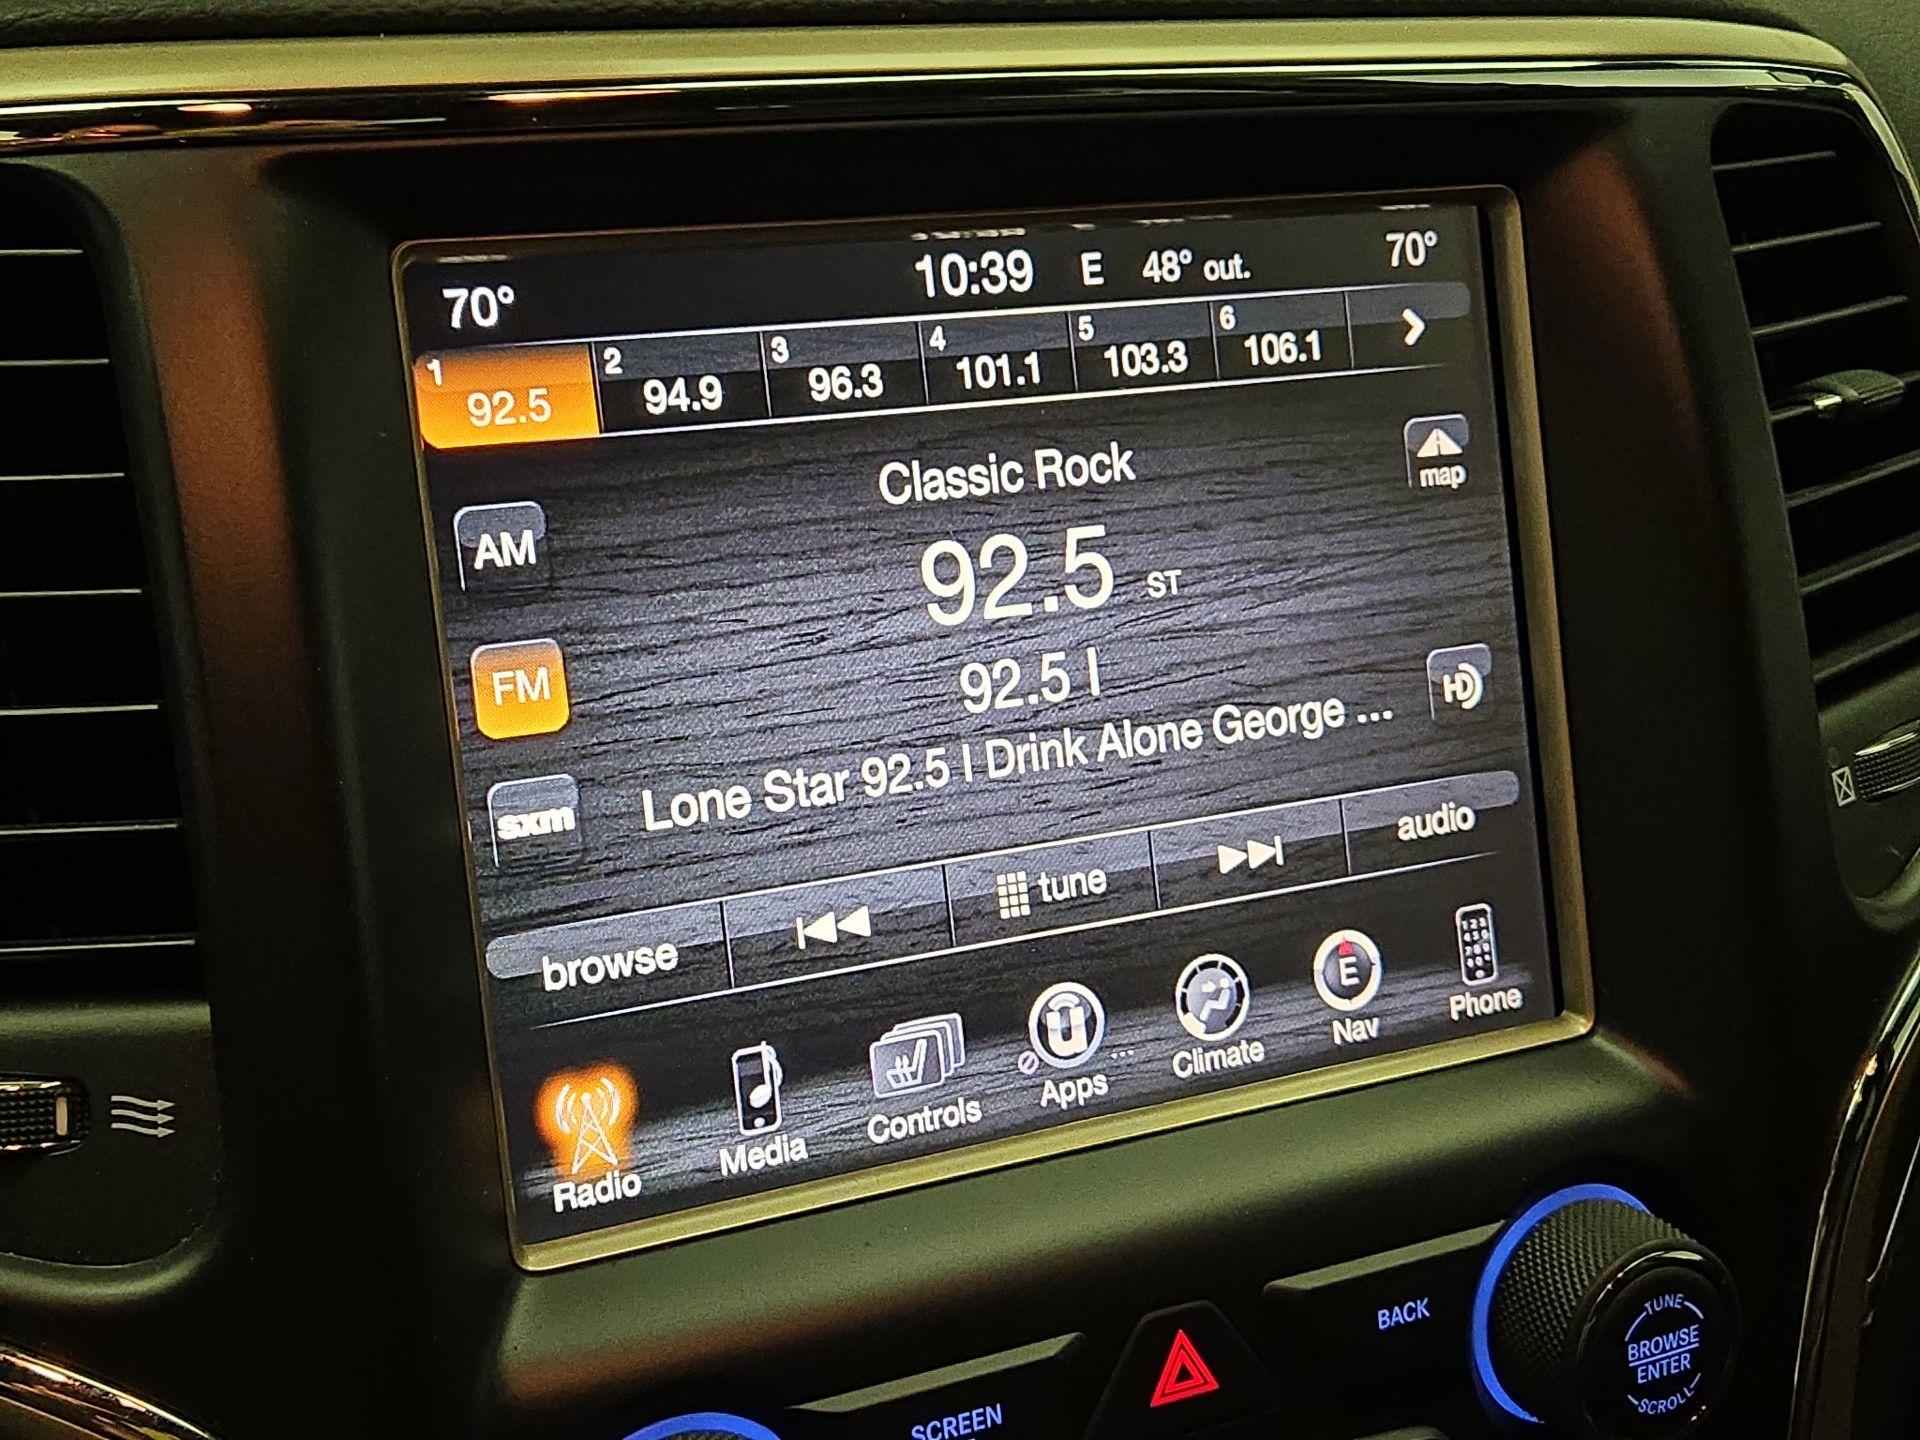 70° 10:39 E 48° out. 70°
1 2 3 4 5 6
92.5 94.9 96.3 101.1 103.3 106.1
Classic Rock
map
AM
92.5 ST
FM
92.5 |
HD
Lone Star 92.5 | I Drink Alone George ...
sxm
browse tune audio
Radio Media Controls Apps ... Climate Nav Phone
E
BACK
TUNE
BROWSE
ENTER
SCROLL
SCREEN